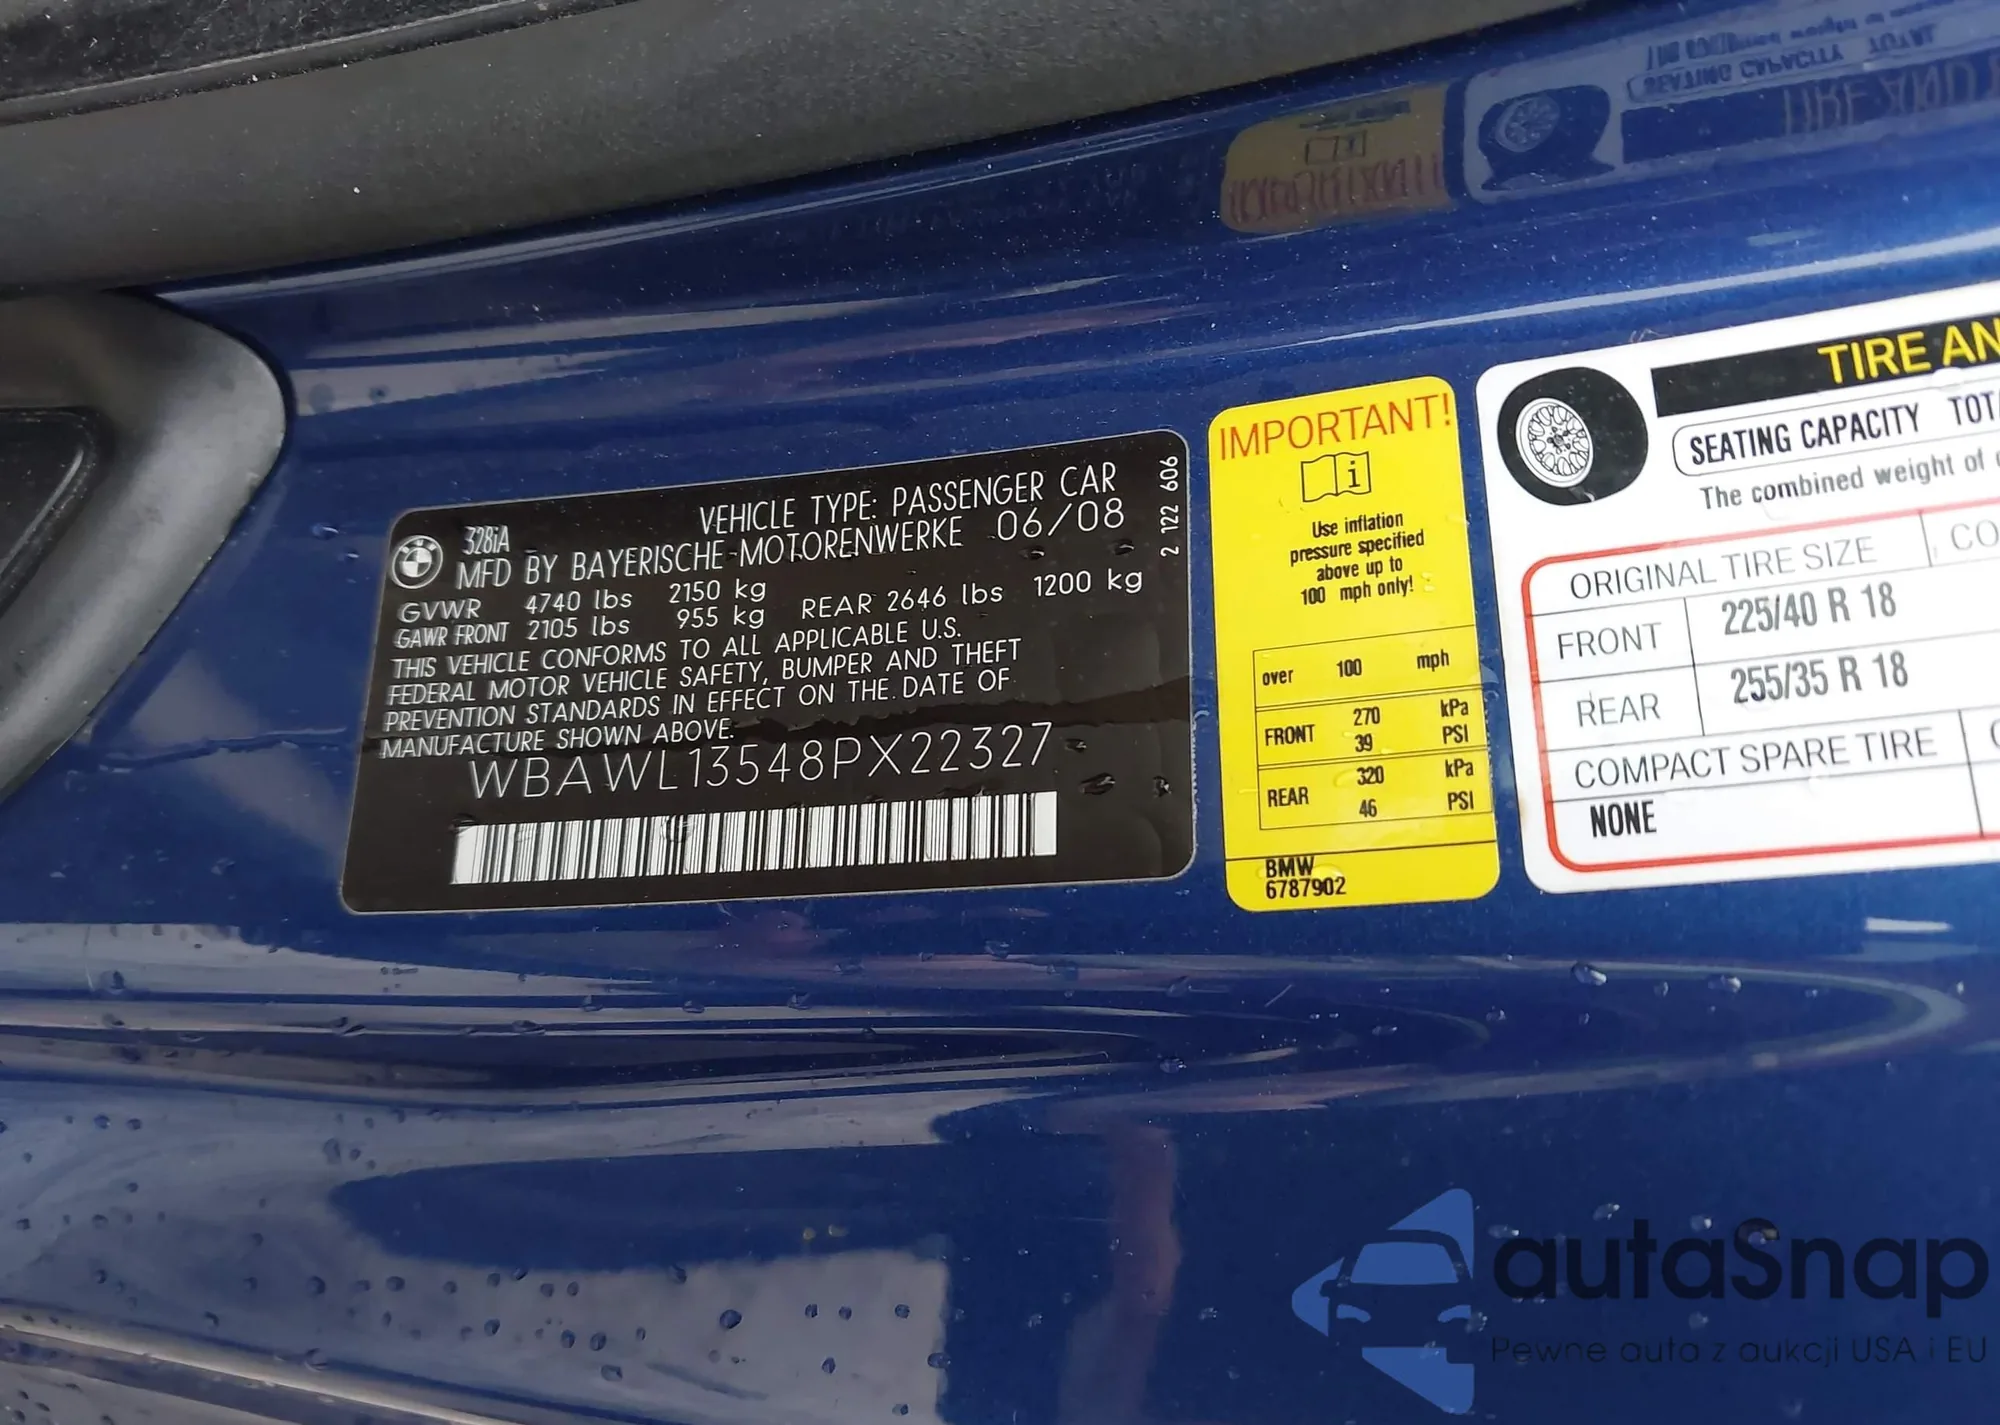 328iA
VEHICLE TYPE: PASSENGER CAR
MFD BY BAYERISCHE MOTORENWERKE 06/08
GVWR 4740 lbs 2150 kg
GAWR FRONT 2105 lbs 955 kg REAR 2646 lbs 1200 kg
THIS VEHICLE CONFORMS TO ALL APPLICABLE U.S.
FEDERAL MOTOR VEHICLE SAFETY, BUMPER AND THEFT
PREVENTION STANDARDS IN EFFECT ON THE DATE OF
MANUFACTURE SHOWN ABOVE:
WBAWL13548PX22327
2 122 606
IMPORTANT!
Use inflation
pressure specified
above up to
100 mph only!
over 100 mph
FRONT 270 kPa
39 PSI
REAR 320 kPa
46 PSI
BMW
6787902
TIRE AN
SEATING CAPACITY TOTA
The combined weight of
ORIGINAL TIRE SIZE CO
FRONT 225/40 R 18
REAR 255/35 R 18
COMPACT SPARE TIRE
NONE
autaSnap
Pewne auta z aukcji USA i EU